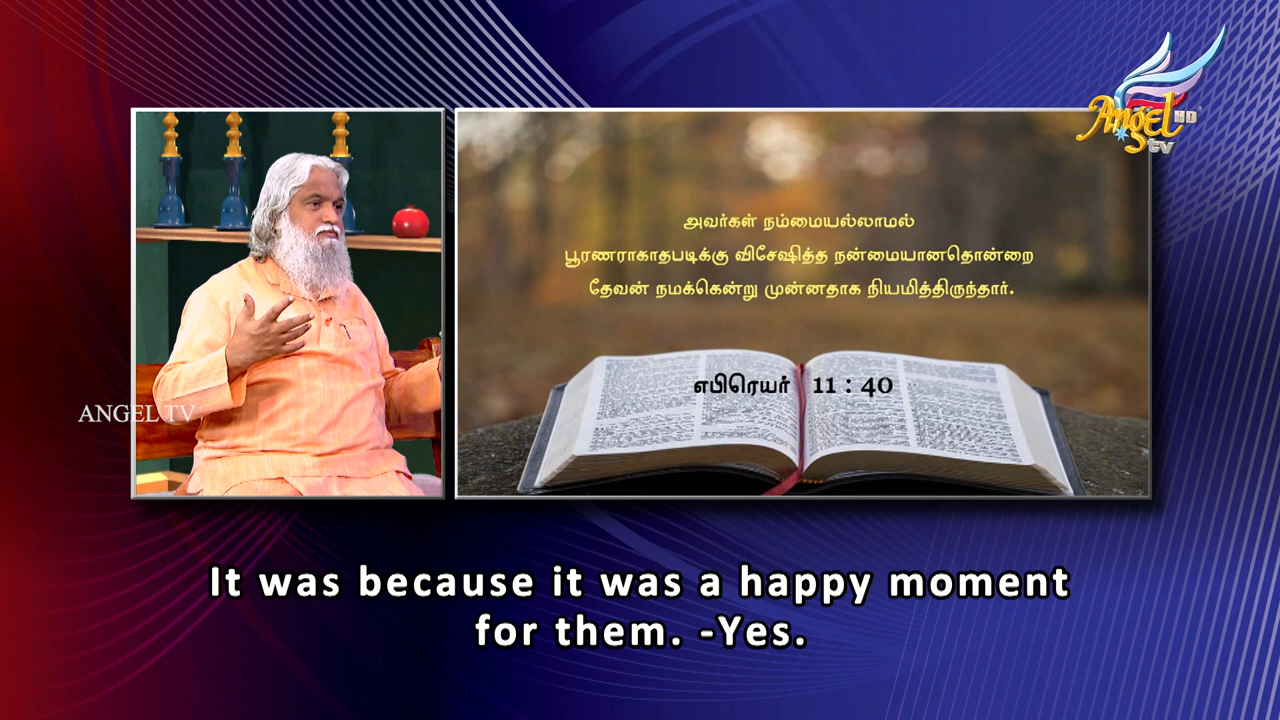 Angel HD
tv
அவர்கள் நம்மையல்லாமல்
பூரணராகாதபடிக்கு விசேஷித்த நன்மையானதொன்றை
தேவன் நமக்கென்று முன்னதாக நியமித்திருந்தார்.
எபிரெயர் 11 : 40
ANGEL TV
It was because it was a happy moment
for them. -Yes.